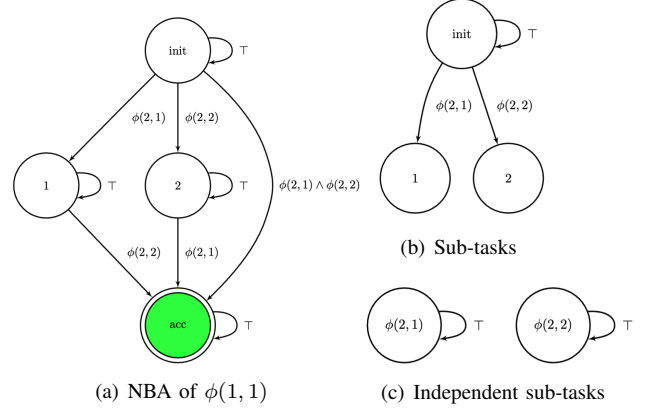 init
⊤
ϕ(2, 1)
ϕ(2, 2)
1
⊤
2
⊤
ϕ(2, 1) ∧ ϕ(2, 2)
ϕ(2, 2)
ϕ(2, 1)
acc
⊤
(a) NBA of ϕ(1, 1)
init
⊤
ϕ(2, 1)
ϕ(2, 2)
1
2
(b) Sub-tasks
ϕ(2, 1)
⊤
ϕ(2, 2)
⊤
(c) Independent sub-tasks